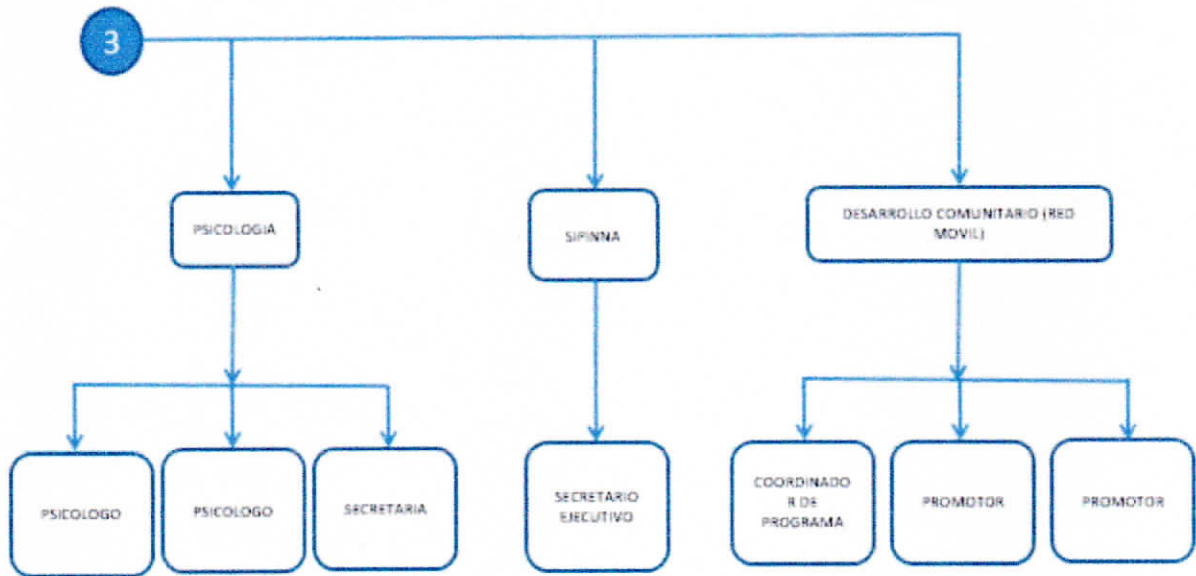 3
PSICOLOGIA
SIPINNA
DESARROLLO COMUNITARIO (RED
MOVIL)
PSICOLOGO
PSICOLOGO
SECRETARIA
SECRETARIO
EJECUTIVO
COORDINADO
R DE
PROGRAMA
PROMOTOR
PROMOTOR